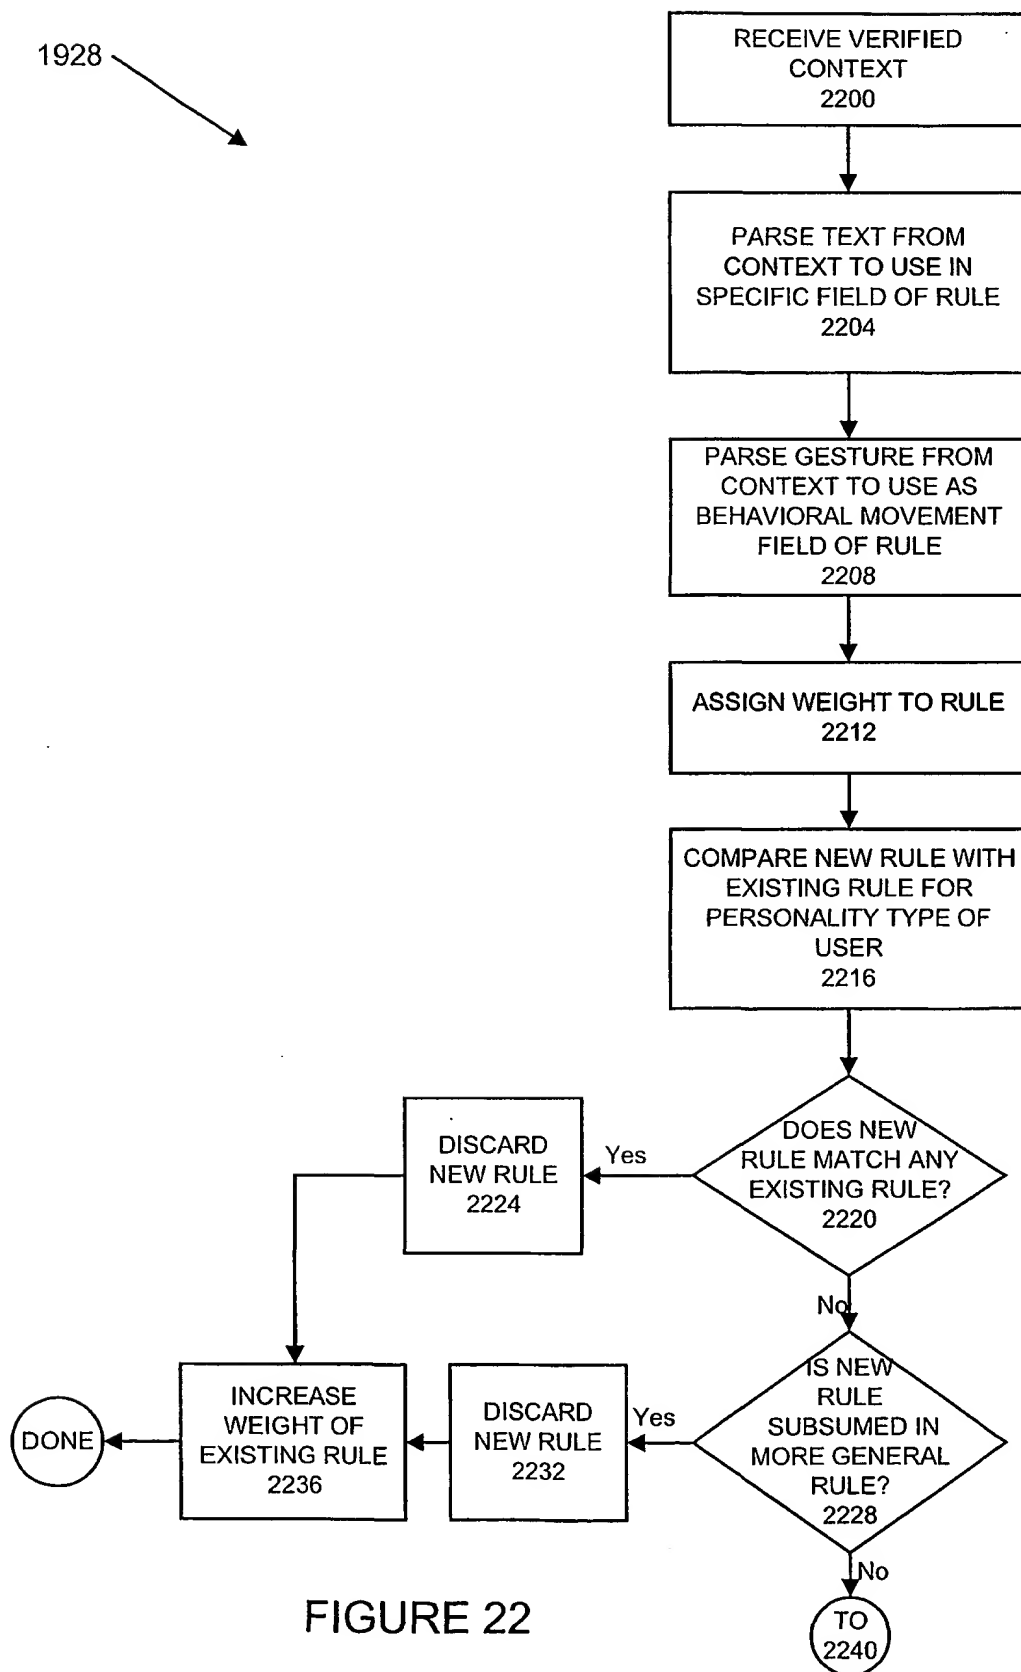 1928
RECEIVE VERIFIED
CONTEXT
2200
PARSE TEXT FROM
CONTEXT TO USE IN
SPECIFIC FIELD OF RULE
2204
PARSE GESTURE FROM
CONTEXT TO USE AS
BEHAVIORAL MOVEMENT
FIELD OF RULE
2208
ASSIGN WEIGHT TO RULE
2212
COMPARE NEW RULE WITH
EXISTING RULE FOR
PERSONALITY TYPE OF
USER
2216
DOES NEW
RULE MATCH ANY
EXISTING RULE?
2220
Yes
DISCARD
NEW RULE
2224
No
IS NEW
RULE
SUBSUMED IN
MORE GENERAL
RULE?
2228
Yes
DISCARD
NEW RULE
2232
INCREASE
WEIGHT OF
EXISTING RULE
2236
DONE
No
TO
2240
FIGURE 22